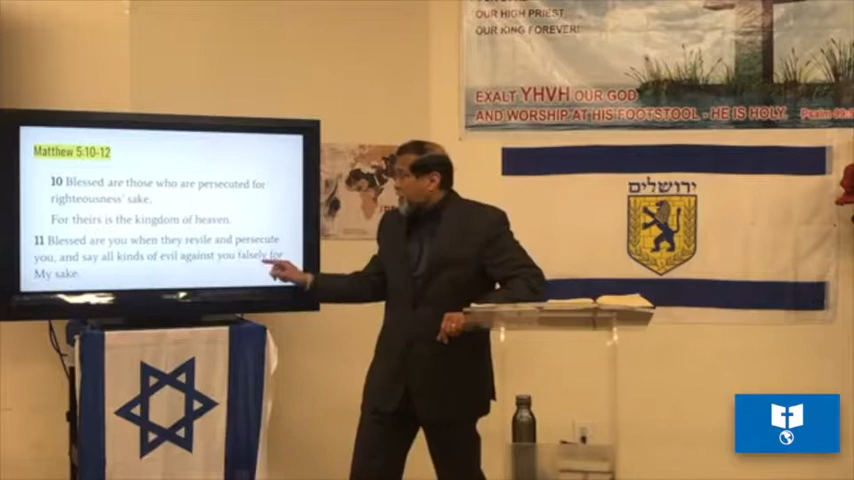 OUR HIGH PRIEST
OUR KING FOREVER!
EXALT YHVH OUR GOD
AND WORSHIP AT HIS FOOTSTOOL - HE IS HOLY.
Matthew 5:10-12
10 Blessed are those who are persecuted for
righteousness' sake,
For theirs is the kingdom of heaven.
11 Blessed are you when they revile and persecute
you, and say all kinds of evil against you falsely for
My sake.
ירושלים